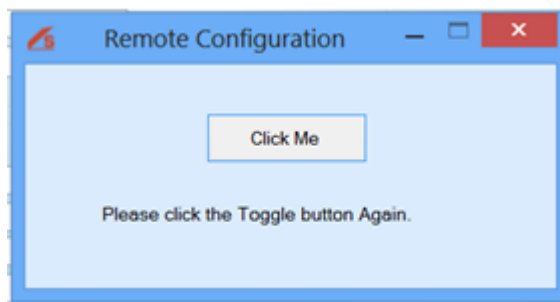 Remote Configuration
Click Me
Please click the Toggle button Again.